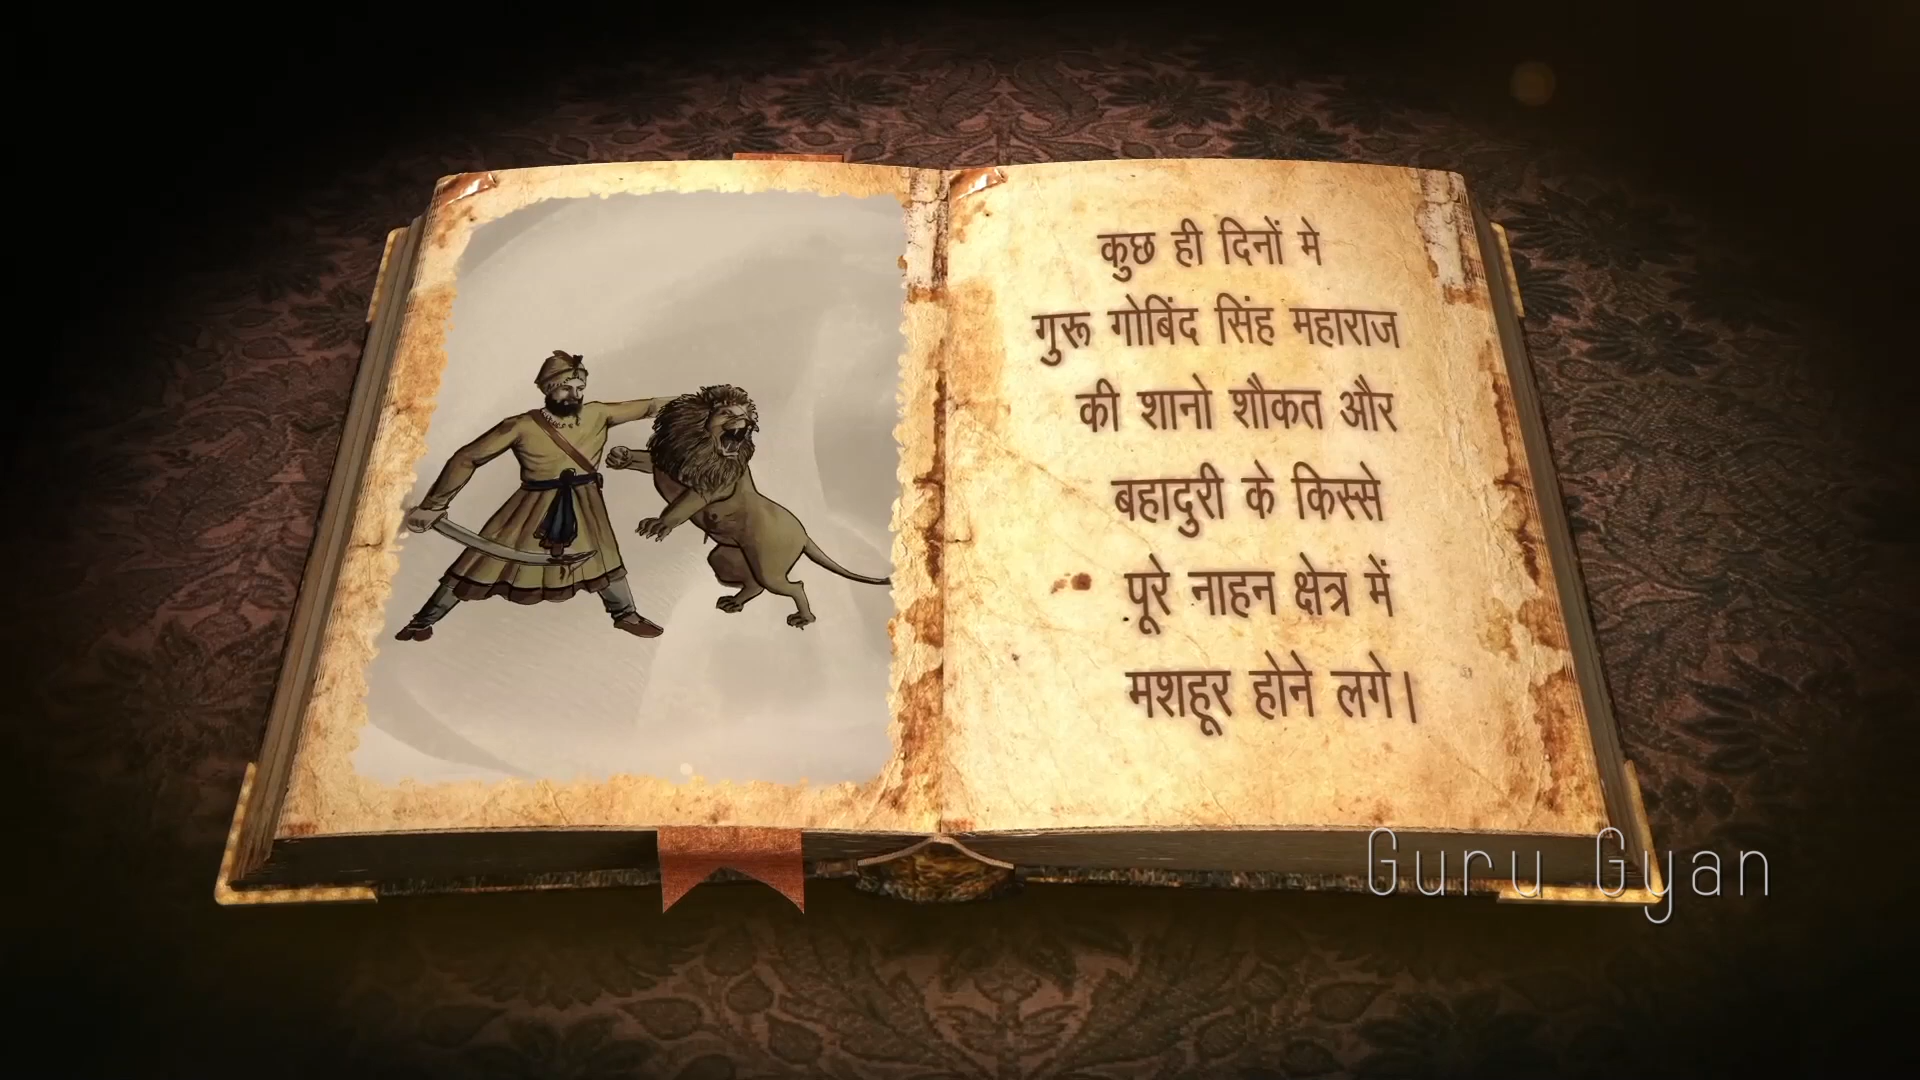 कुछ ही दिनों मे
गुरू गोबिंद सिंह महाराज
की शानो शौकत और
बहादुरी के किस्से
पूरे नाहन क्षेत्र में
मशहूर होने लगे।
Guru Gyan